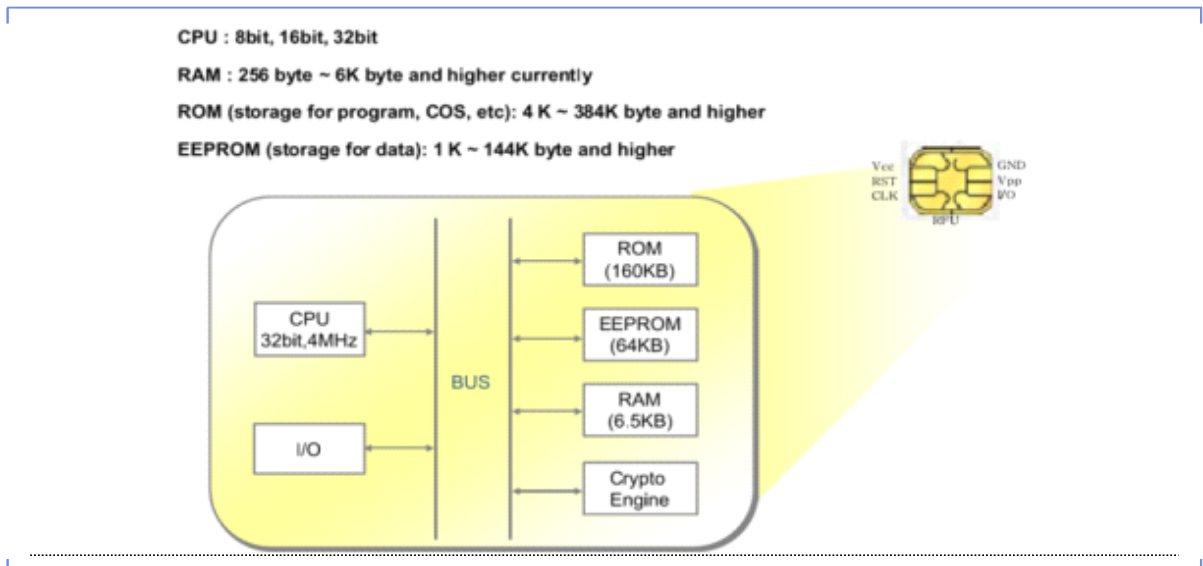 CPU : 8bit, 16bit, 32bit
RAM : 256 byte ~ 6K byte and higher currently
ROM (storage for program, COS, etc): 4 K ~ 384K byte and higher
EEPROM (storage for data): 1 K ~ 144K byte and higher
Vcc
RST
CLK
GND
Vpp
I/O
RFU
CPU
32bit,4MHz
I/O
BUS
ROM
(160KB)
EEPROM
(64KB)
RAM
(6.5KB)
Crypto
Engine